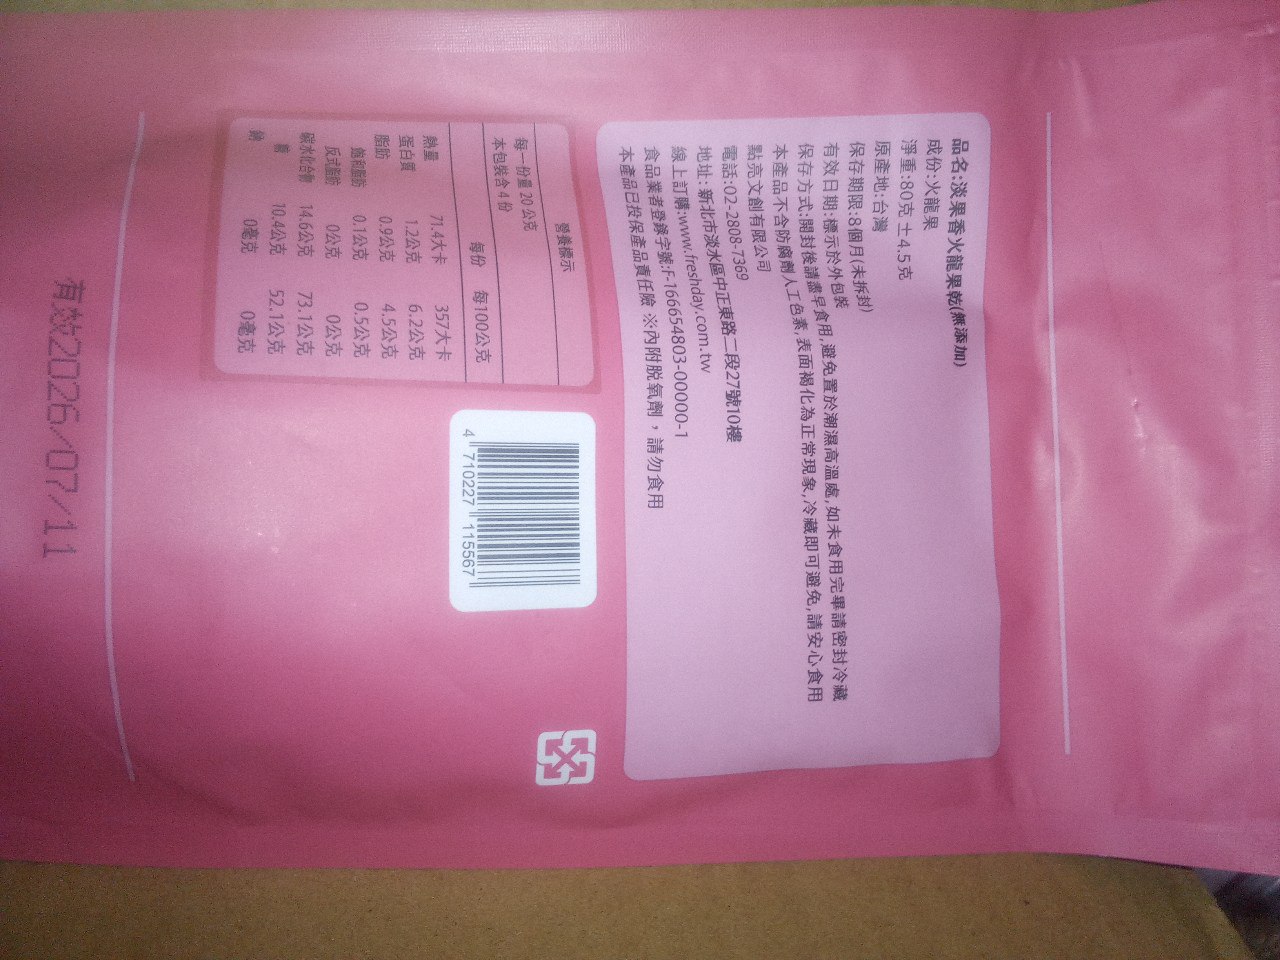 品名:淡果香火龍果乾(無添加)
成份:火龍果
淨重:80克 ±4.5 克
原產地:台灣
保存期限:8個月(未拆封)
有效日期:標示於外包裝
保存方式:開封後請盡早食用,避免置於潮濕高溫處,如未食用完畢請密封冷藏
本產品不含防腐劑人工色素,表面褐化為正常現象,冷藏即可避免,請安心食用
點亮文創有限公司
電話:02-2808-7369
地址: 新北市淡水區中正東路二段27號10樓
線上訂購:www.freshday.com.tw
食品業者登錄字號:F-166654803-00000-1
本產品已投保產品責任險 ※內附脱氧劑，請勿食用
營養標示
每一份量 20 公克
本包裝含 4 份
每份 每100公克
熱量 71.4大卡 357大卡
蛋白質 1.2公克 6.2公克
脂肪 0.9公克 4.5公克
飽和脂肪 0.1公克 0.5公克
反式脂肪 0公克 0公克
碳水化合物 14.6公克 73.1公克
糖 10.4公克 52.1公克
鈉 0毫克 0毫克
4 710227 115567
有效2026/07/11